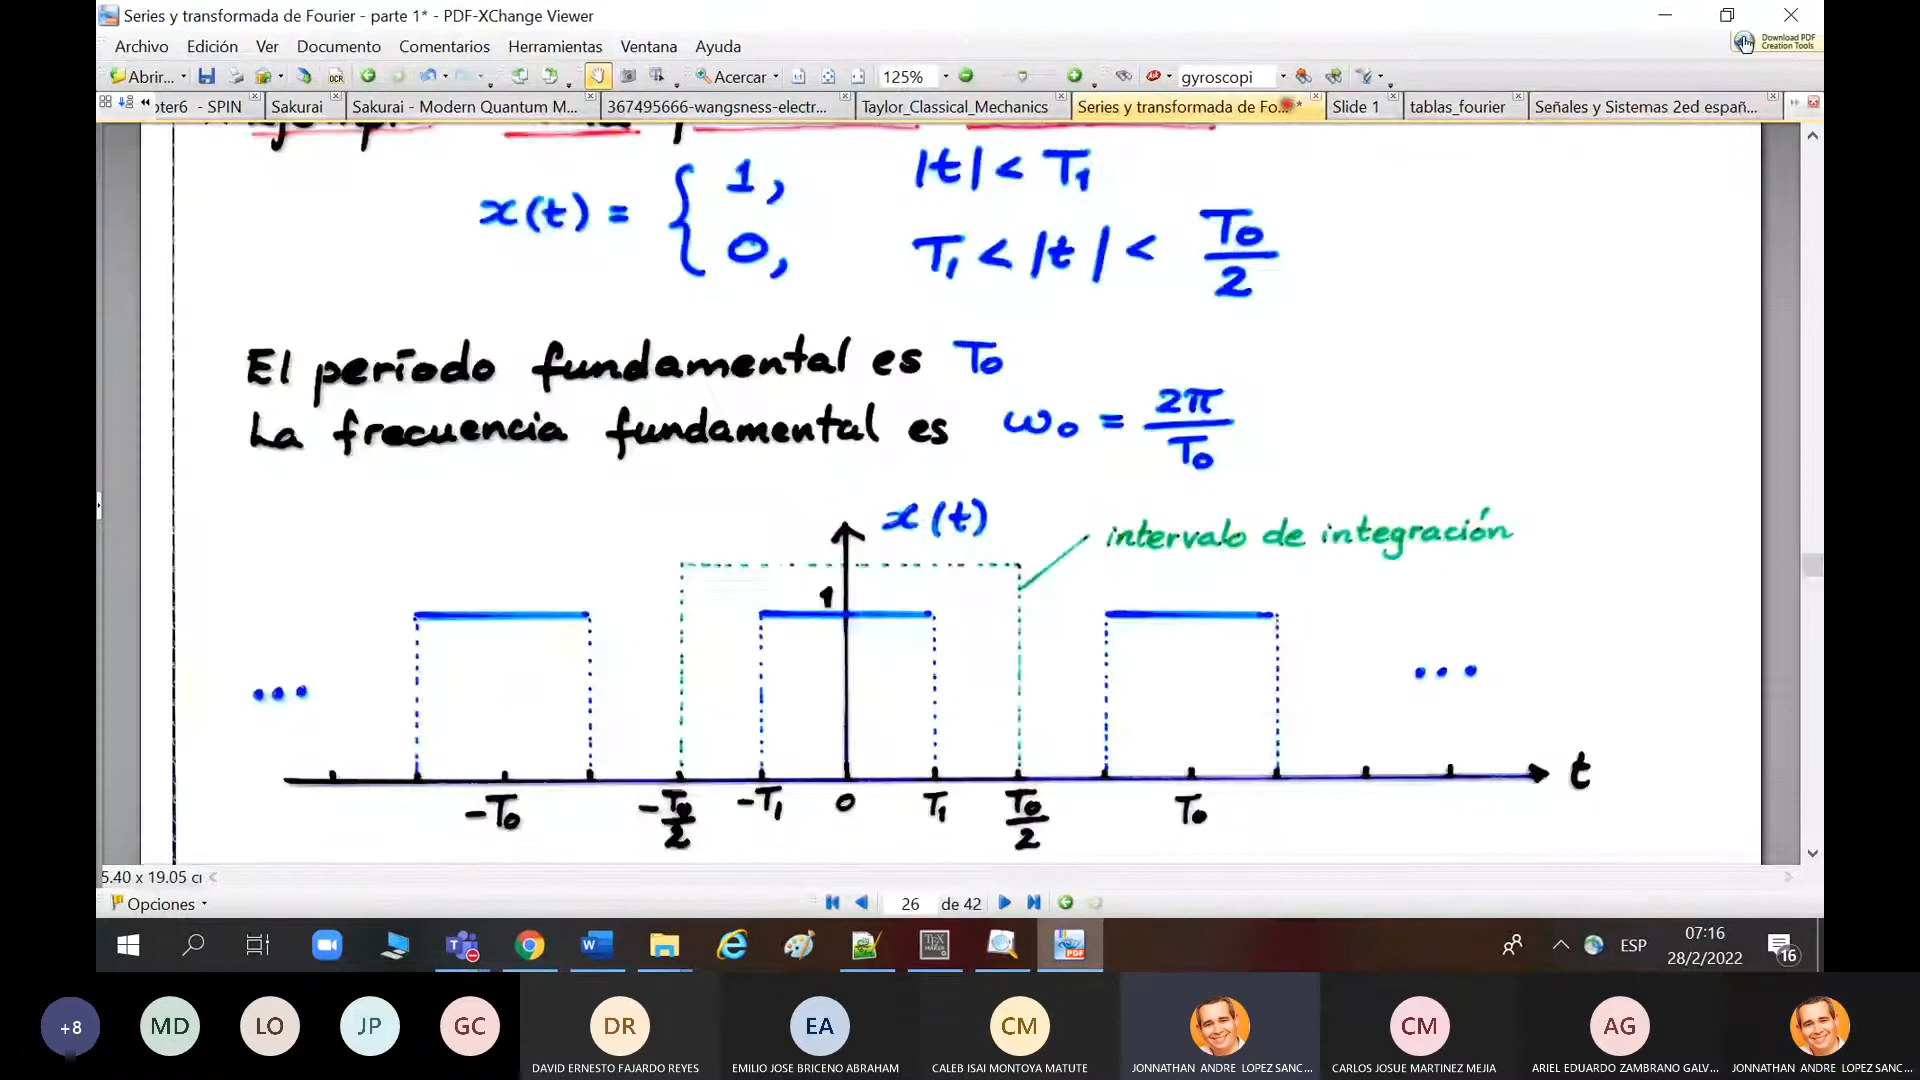 Series y transformada de Fourier - parte 1* - PDF-XChange Viewer
Archivo Edición Ver Documento Comentarios Herramientas Ventana Ayuda
Download PDF
Creation Tools
Abrir... OCR Acercar 125% gyroscopi
pter6 - SPIN Sakurai Sakurai - Modern Quantum M... 367495666-wangsness-electr... Taylor_Classical_Mechanics Series y transformada de Fo...* Slide 1 tablas_fourier Señales y Sistemas 2ed españ...
x(t) = { 1, |t| < T₁
0, T₁ < |t| < T₀/2
El período fundamental es T₀
La frecuencia fundamental es ω₀ = 2π/T₀
x(t)
intervalo de integración
1
... ...
-T₀ -T₀/2 -T₁ 0 T₁ T₀/2 T₀ t
5.40 x 19.05 cı
Opciones 26 de 42
ESP 07:16
28/2/2022 16
+8 MD LO JP GC DR EA CM CM AG
DAVID ERNESTO FAJARDO REYES EMILIO JOSE BRICENO ABRAHAM CALEB ISAI MONTOYA MATUTE JONNATHAN ANDRE LOPEZ SANC... CARLOS JOSUE MARTINEZ MEJIA ARIEL EDUARDO ZAMBRANO GALV... JONNATHAN ANDRE LOPEZ SANC...